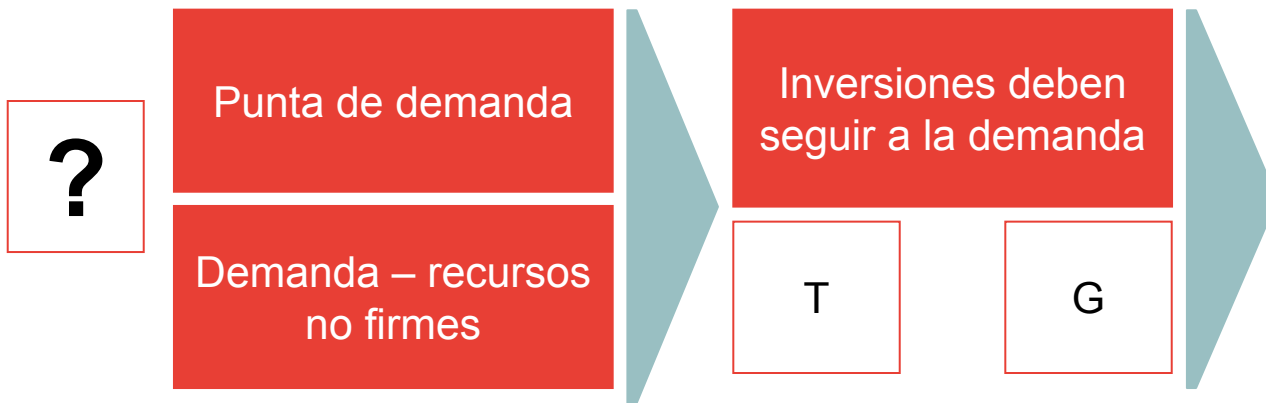 ?
Punta de demanda
Demanda – recursos
no firmes
Inversiones deben
seguir a la demanda
T
G